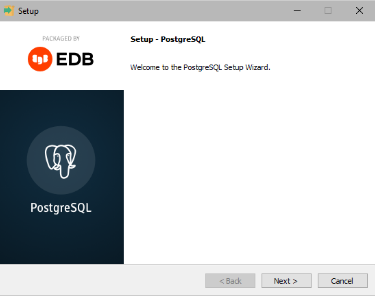 Setup
PACKAGED BY
EDB
Setup - PostgreSQL
Welcome to the PostgreSQL Setup Wizard.
PostgreSQL
< Back
Next >
Cancel